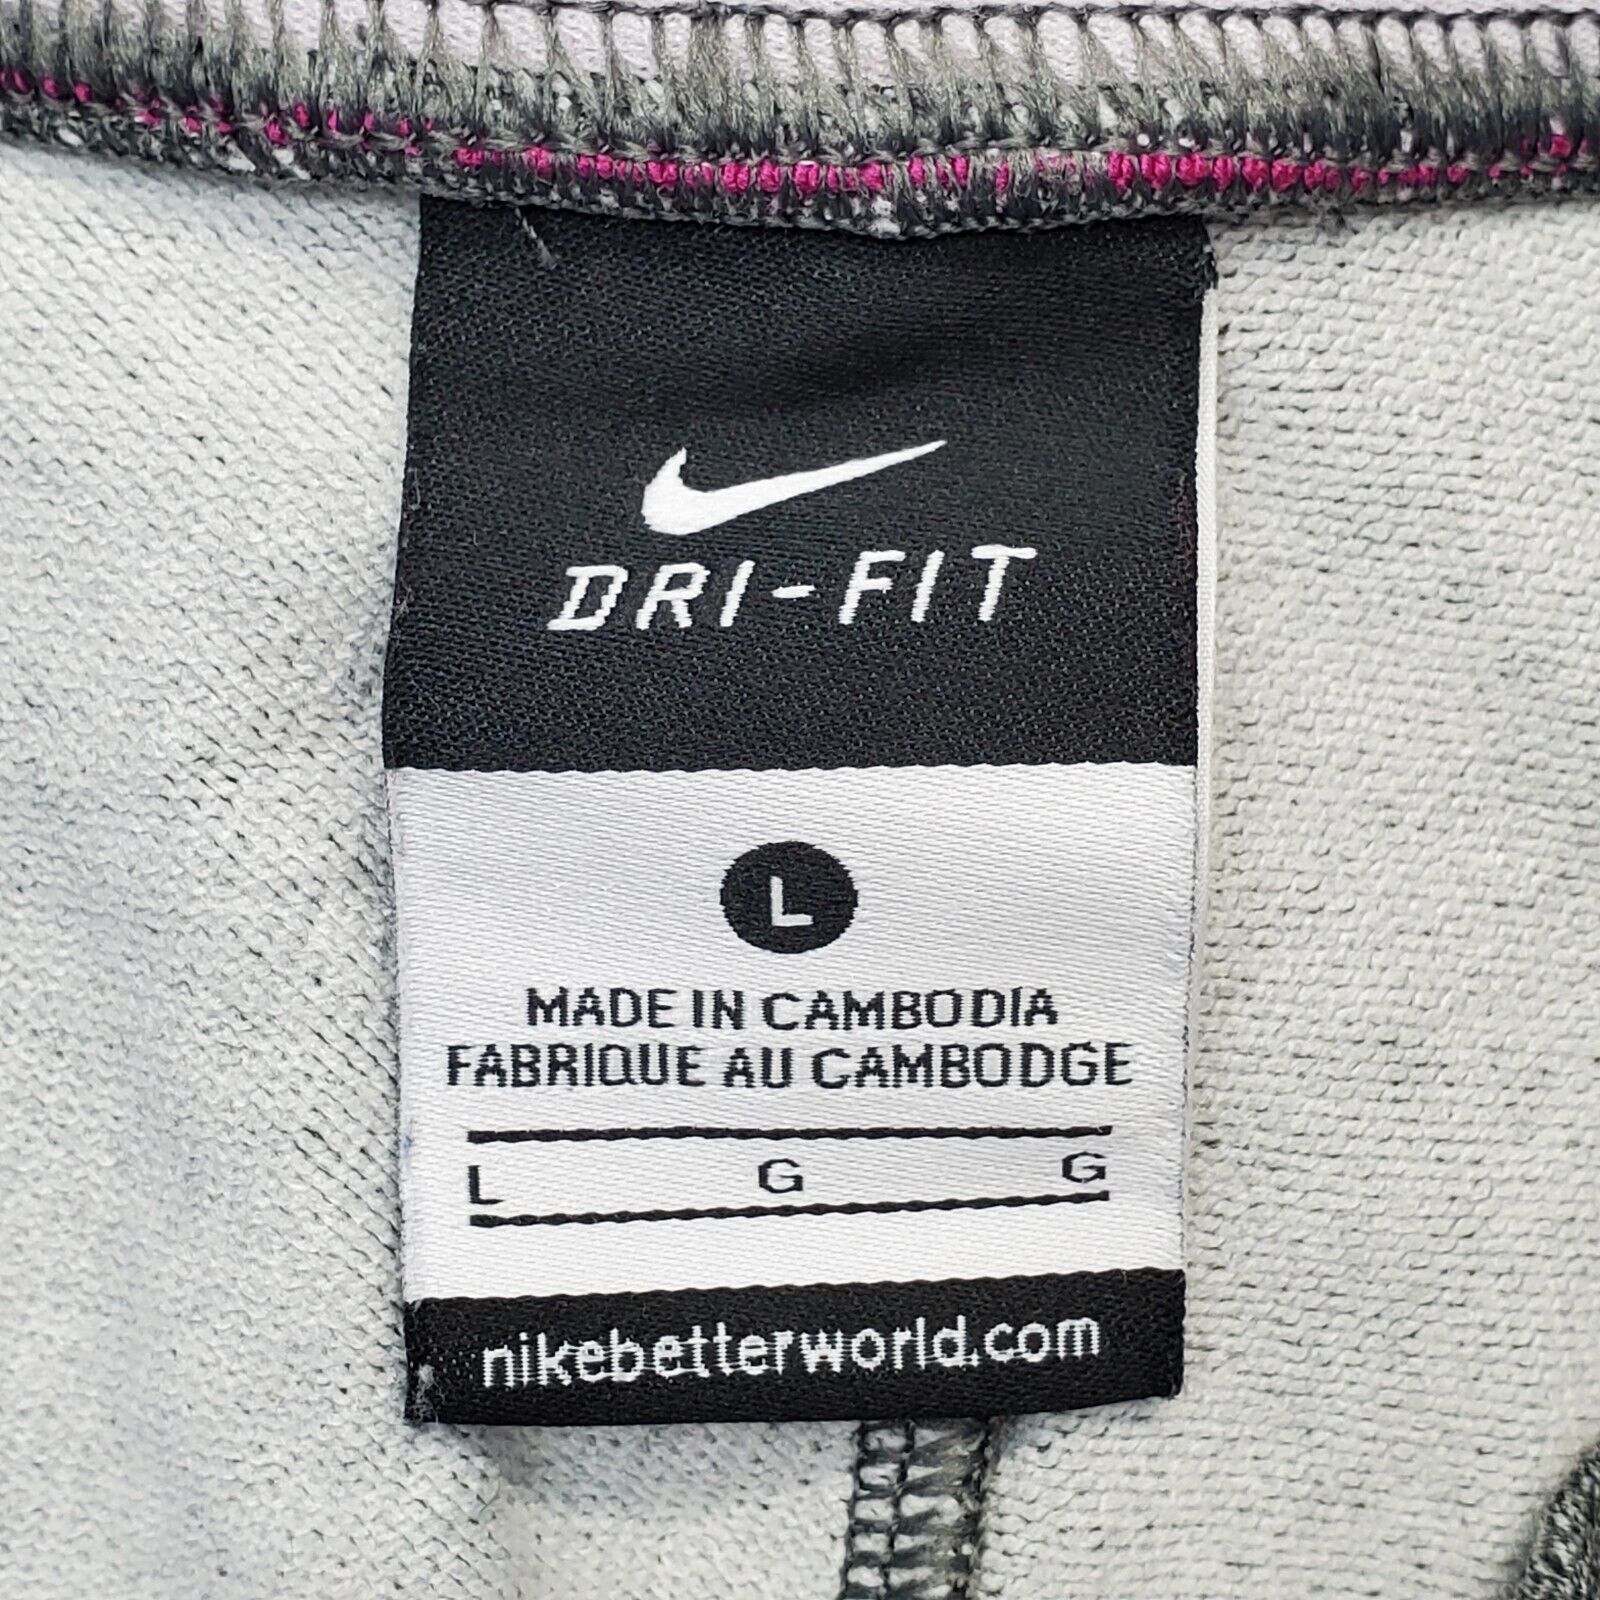 DRI-FIT
L
MADE IN CAMBODIA
FABRIQUE AU CAMBODGE
L G G
nikebetterworld.com